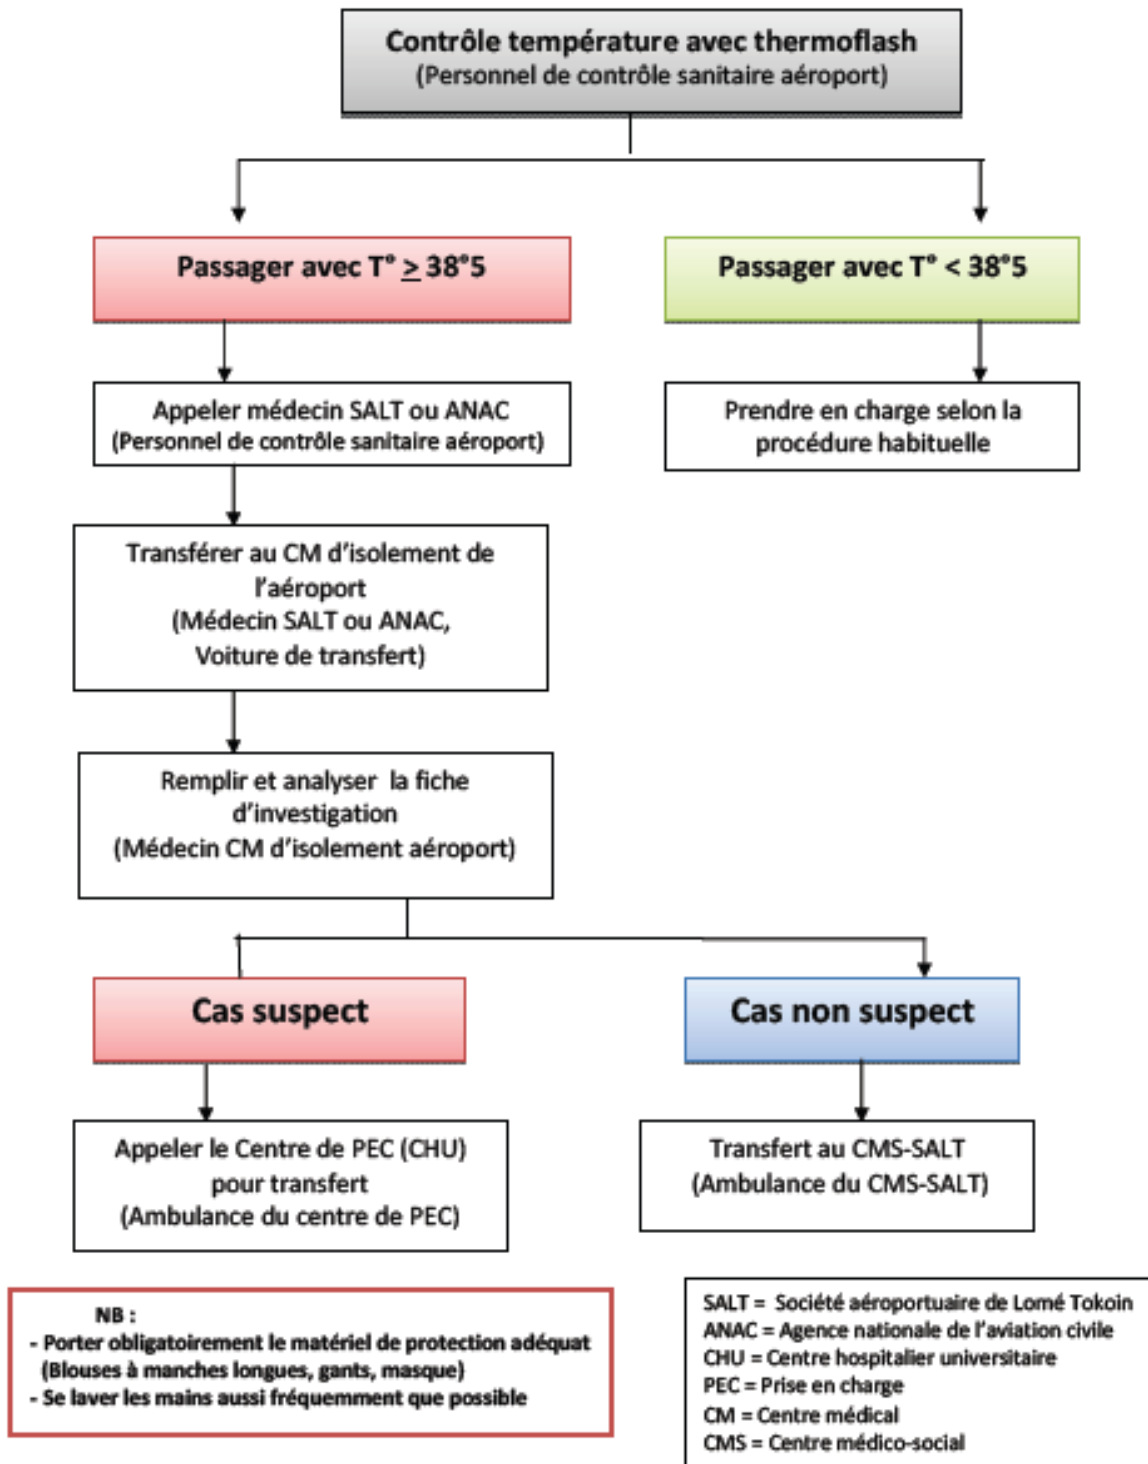 Contrôle température avec thermoflash
(Personnel de contrôle sanitaire aéroport)
Passager avec T° ≥ 38°5
Passager avec T° < 38°5
Appeler médecin SALT ou ANAC
(Personnel de contrôle sanitaire aéroport)
Prendre en charge selon la
procédure habituelle
Transférer au CM d'isolement de
l'aéroport
(Médecin SALT ou ANAC,
Voiture de transfert)
Remplir et analyser la fiche
d'investigation
(Médecin CM d'isolement aéroport)
Cas suspect
Cas non suspect
Appeler le Centre de PEC (CHU)
pour transfert
(Ambulance du centre de PEC)
Transfert au CMS-SALT
(Ambulance du CMS-SALT)
NB :
- Porter obligatoirement le matériel de protection adéquat
(Blouses à manches longues, gants, masque)
- Se laver les mains aussi fréquemment que possible
SALT = Société aéroportuaire de Lomé Tokoin
ANAC = Agence nationale de l'aviation civile
CHU = Centre hospitalier universitaire
PEC = Prise en charge
CM = Centre médical
CMS = Centre médico-social